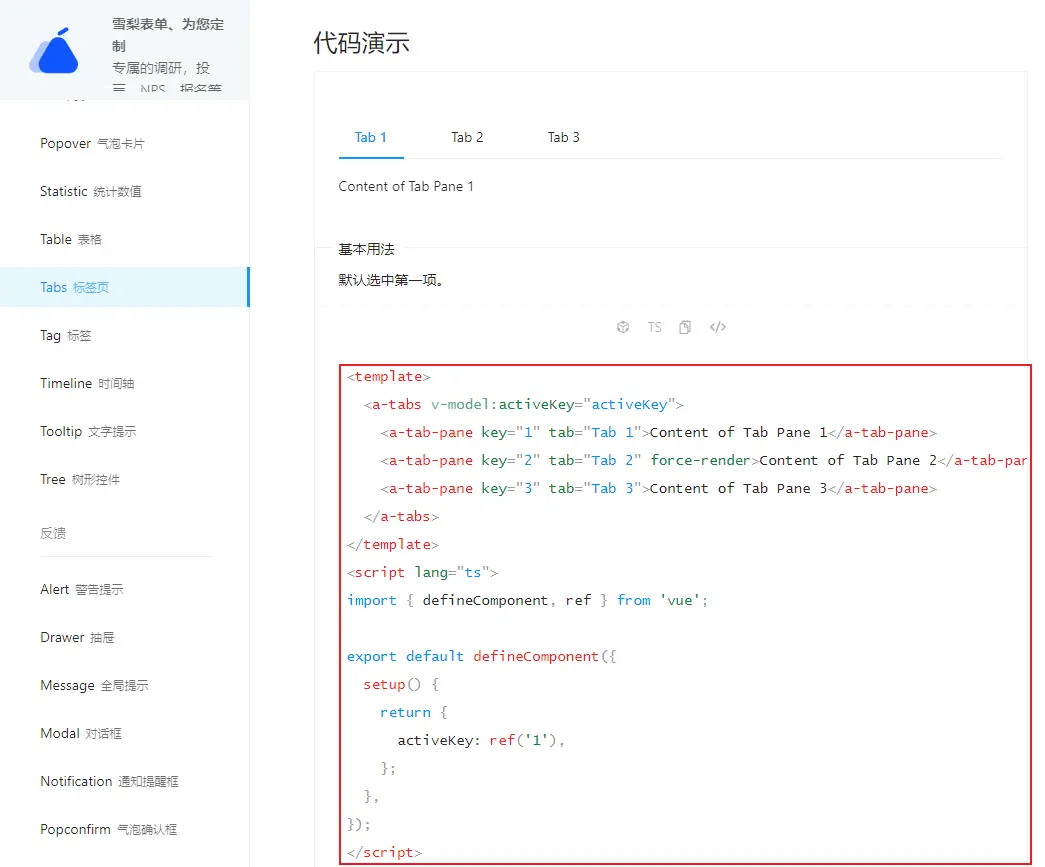 雪梨表单、为您定
制
专属的调研，投
票、NPS、报名等
Popover 气泡卡片
Statistic 统计数值
Table 表格
Tabs 标签页
Tag 标签
Timeline 时间轴
Tooltip 文字提示
Tree 树形控件
反馈
Alert 警告提示
Drawer 抽屉
Message 全局提示
Modal 对话框
Notification 通知提醒框
Popconfirm 气泡确认框
代码演示
Tab 1 Tab 2 Tab 3
Content of Tab Pane 1
基本用法
默认选中第一项。
TS </>
<template>
<a-tabs v-model:activeKey="activeKey">
<a-tab-pane key="1" tab="Tab 1">Content of Tab Pane 1</a-tab-pane>
<a-tab-pane key="2" tab="Tab 2" force-render>Content of Tab Pane 2</a-tab-par
<a-tab-pane key="3" tab="Tab 3">Content of Tab Pane 3</a-tab-pane>
</a-tabs>
</template>
<script lang="ts">
import { defineComponent, ref } from 'vue';
export default defineComponent({
setup() {
return {
activeKey: ref('1'),
};
},
});
</script>